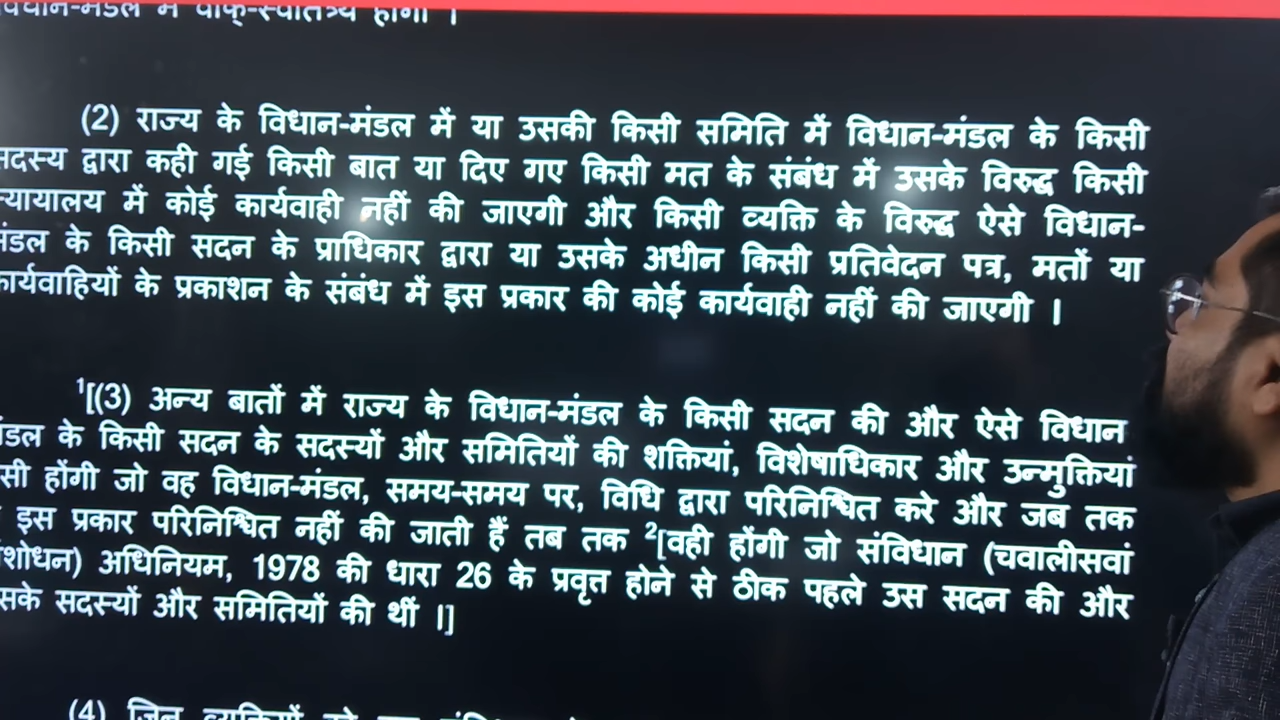 में वाक्-स्वातंत्र्य होगा ।
(2) राज्य के विधान-मंडल में या उसकी किसी समिति में विधान-मंडल के किसी
सदस्य द्वारा कही गई किसी बात या दिए गए किसी मत के संबंध में उसके विरुद्ध किसी
न्यायालय में कोई कार्यवाही नहीं की जाएगी और किसी व्यक्ति के विरुद्ध ऐसे विधान-
मंडल के किसी सदन के प्राधिकार द्वारा या उसके अधीन किसी प्रतिवेदन पत्र, मतों या
कार्यवाहियों के प्रकाशन के संबंध में इस प्रकार की कोई कार्यवाही नहीं की जाएगी ।
¹[(3) अन्य बातों में राज्य के विधान-मंडल के किसी सदन की और ऐसे विधान
मंडल के किसी सदन के सदस्यों और समितियों की शक्तियां, विशेषाधिकार और उन्मुक्तियां
सी होंगी जो वह विधान-मंडल, समय-समय पर, विधि द्वारा परिनिश्चित करे और जब तक
इस प्रकार परिनिश्चित नहीं की जाती हैं तब तक ²[वही होंगी जो संविधान (चवालीसवां
शोधन) अधिनियम, 1978 की धारा 26 के प्रवृत्त होने से ठीक पहले उस सदन की और
सके सदस्यों और समितियों की थीं ।]
(4) जिन व्यक्तियों को